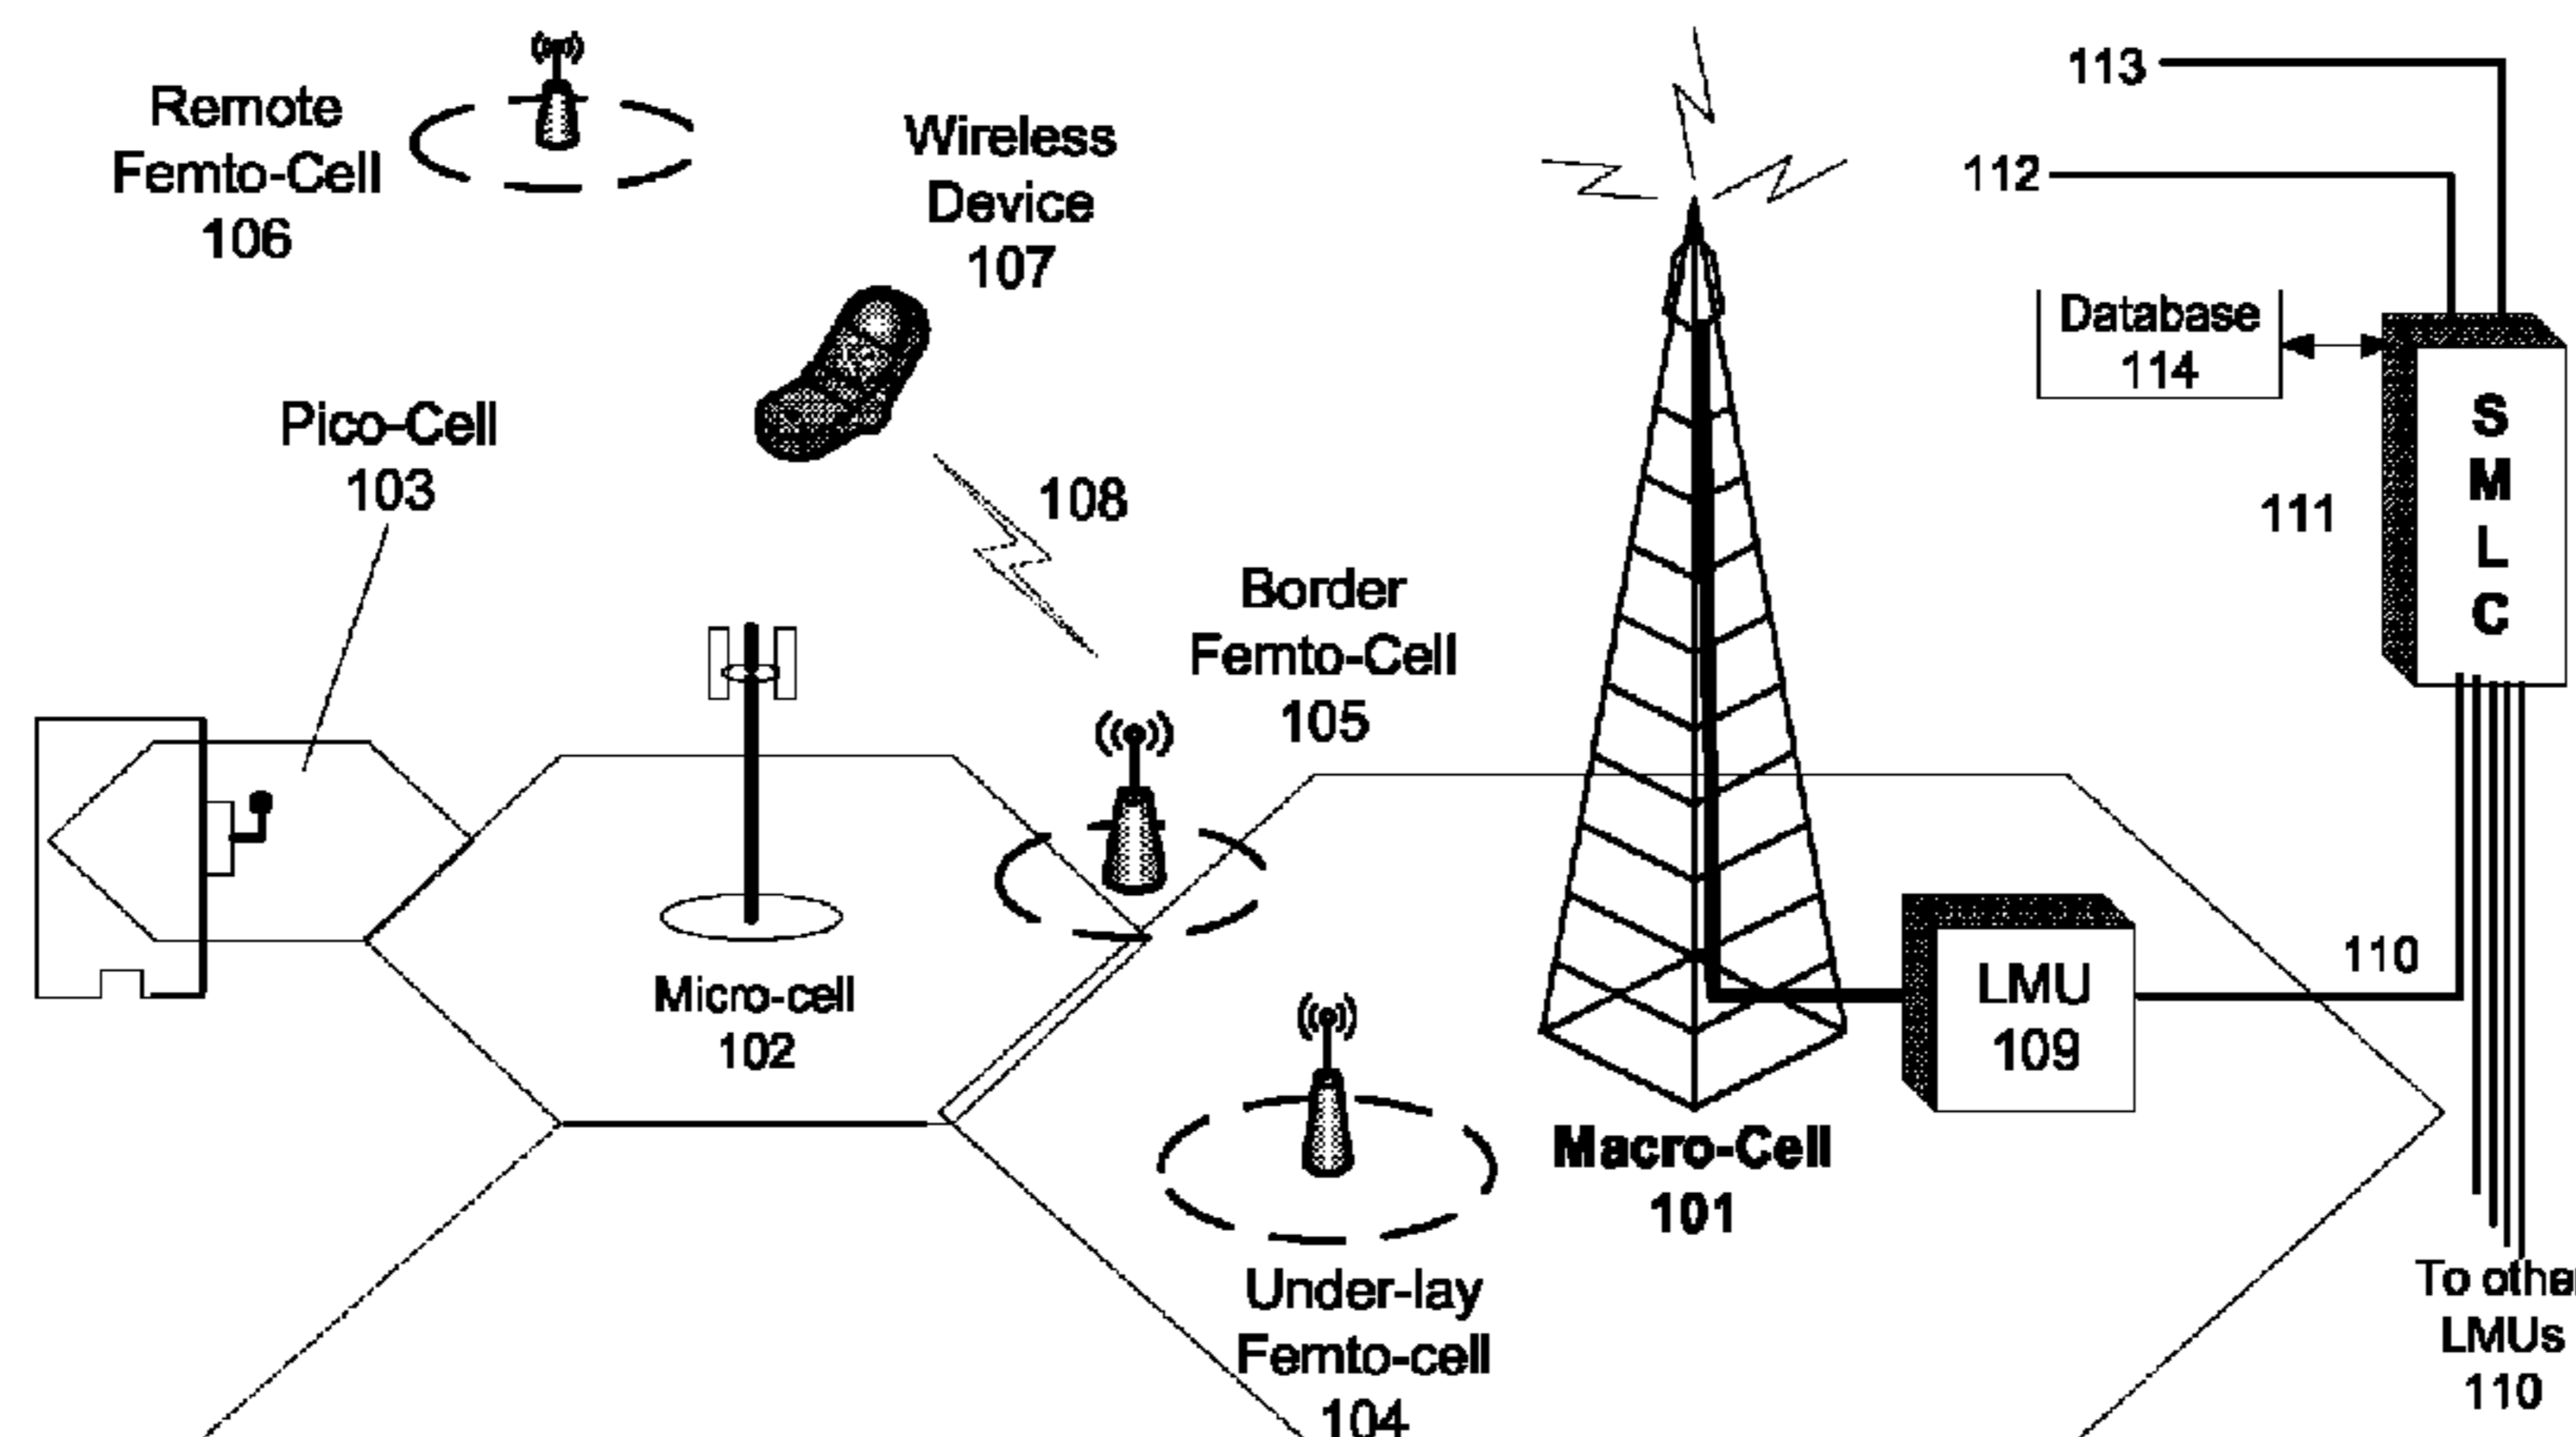 Remote
Femto-Cell
106
Wireless
Device
107
113
112
Database
114
S
M
L
C
111
Pico-Cell
103
108
Border
Femto-Cell
105
Micro-cell
102
LMU
109
110
Macro-Cell
101
Under-lay
Femto-cell
104
To other
LMUs
110